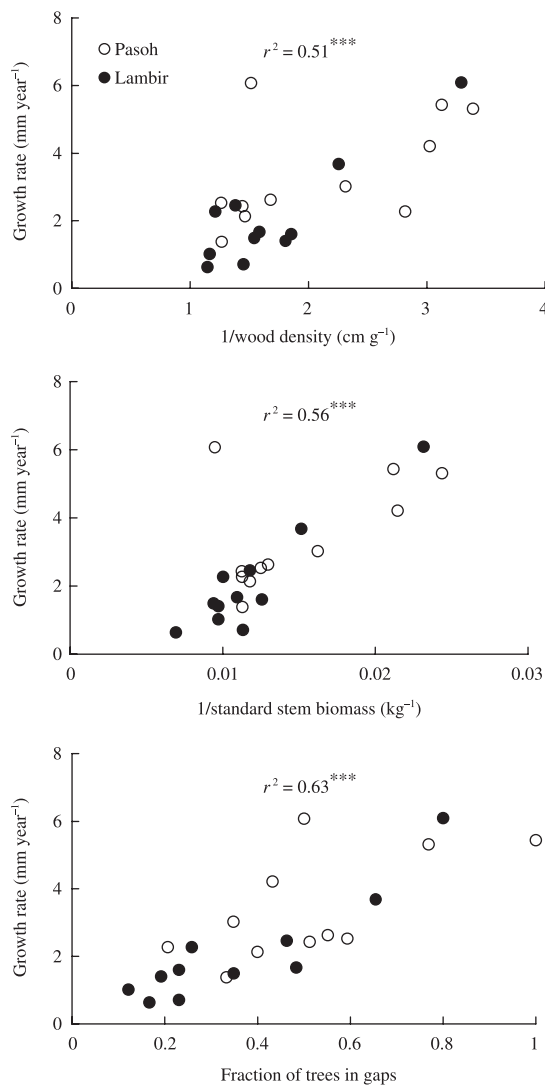 8
r² = 0.51***
Pasoh
Lambir
6
4
2
0
Growth rate (mm year⁻¹)
0 1 2 3 4
1/wood density (cm g⁻¹)
8
r² = 0.56***
6
4
2
0
Growth rate (mm year⁻¹)
0 0.01 0.02 0.03
1/standard stem biomass (kg⁻¹)
8
r² = 0.63***
6
4
2
0
Growth rate (mm year⁻¹)
0 0.2 0.4 0.6 0.8 1
Fraction of trees in gaps